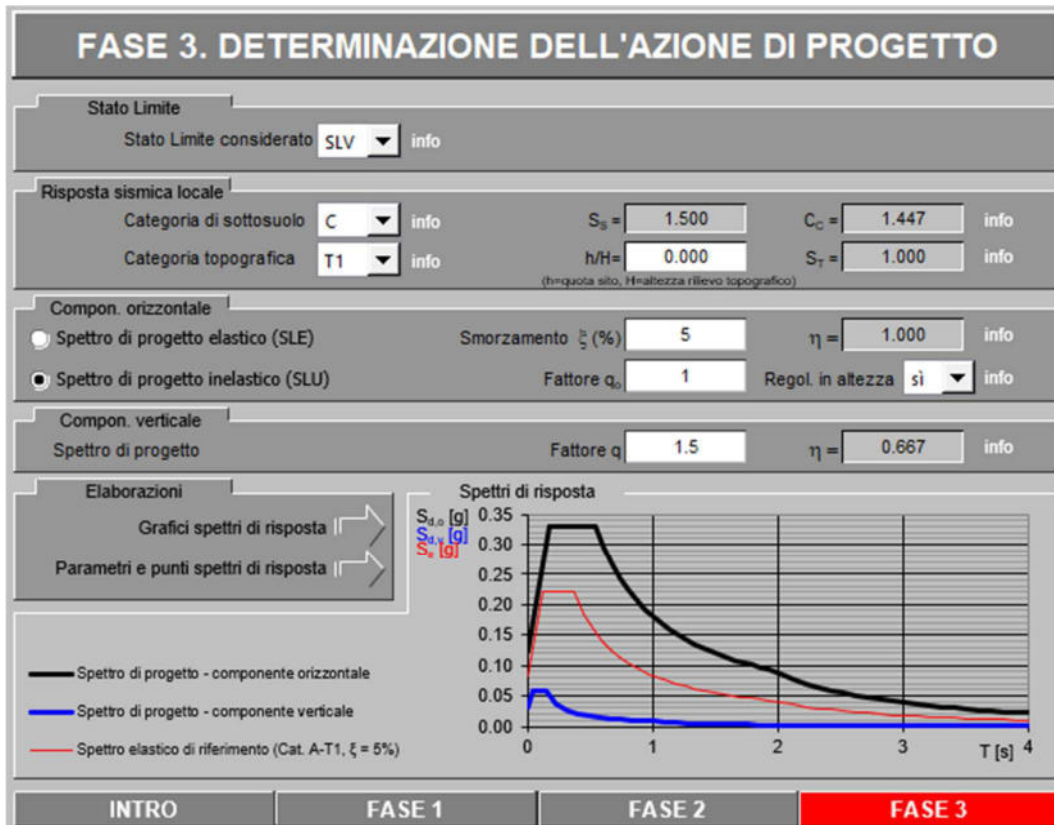 FASE 3. DETERMINAZIONE DELL'AZIONE DI PROGETTO
Stato Limite
Stato Limite considerato SLV info
Risposta sismica locale
Categoria di sottosuolo C info S_S = 1.500 C_C = 1.447 info
Categoria topografica T1 info h/H= 0.000 S_T = 1.000 info
(h=quota sito, H=altezza rilievo topografico)
Compon. orizzontale
Spettro di progetto elastico (SLE) Smorzamento ξ (%) 5 η = 1.000 info
Spettro di progetto inelastico (SLU) Fattore q_o 1 Regol. in altezza sì info
Compon. verticale
Spettro di progetto Fattore q 1.5 η = 0.667 info
Elaborazioni
Grafici spettri di risposta
Parametri e punti spettri di risposta
Spettri di risposta
S_d,o [g]
S_d,v [g]
S_e [g]
0.35
0.30
0.25
0.20
0.15
0.10
0.05
0.00
0 1 2 3 T [s] 4
Spettro di progetto - componente orizzontale
Spettro di progetto - componente verticale
Spettro elastico di riferimento (Cat. A-T1, ξ = 5%)
INTRO FASE 1 FASE 2 FASE 3